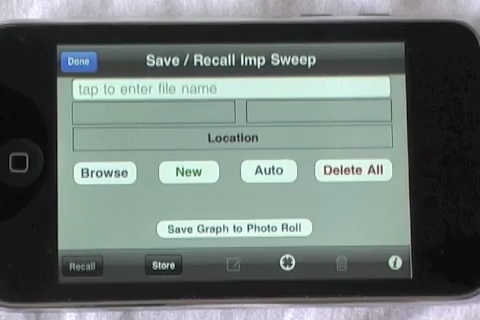 Done Save / Recall Imp Sweep
tap to enter file name
Location
Browse New Auto Delete All
Save Graph to Photo Roll
Recall Store